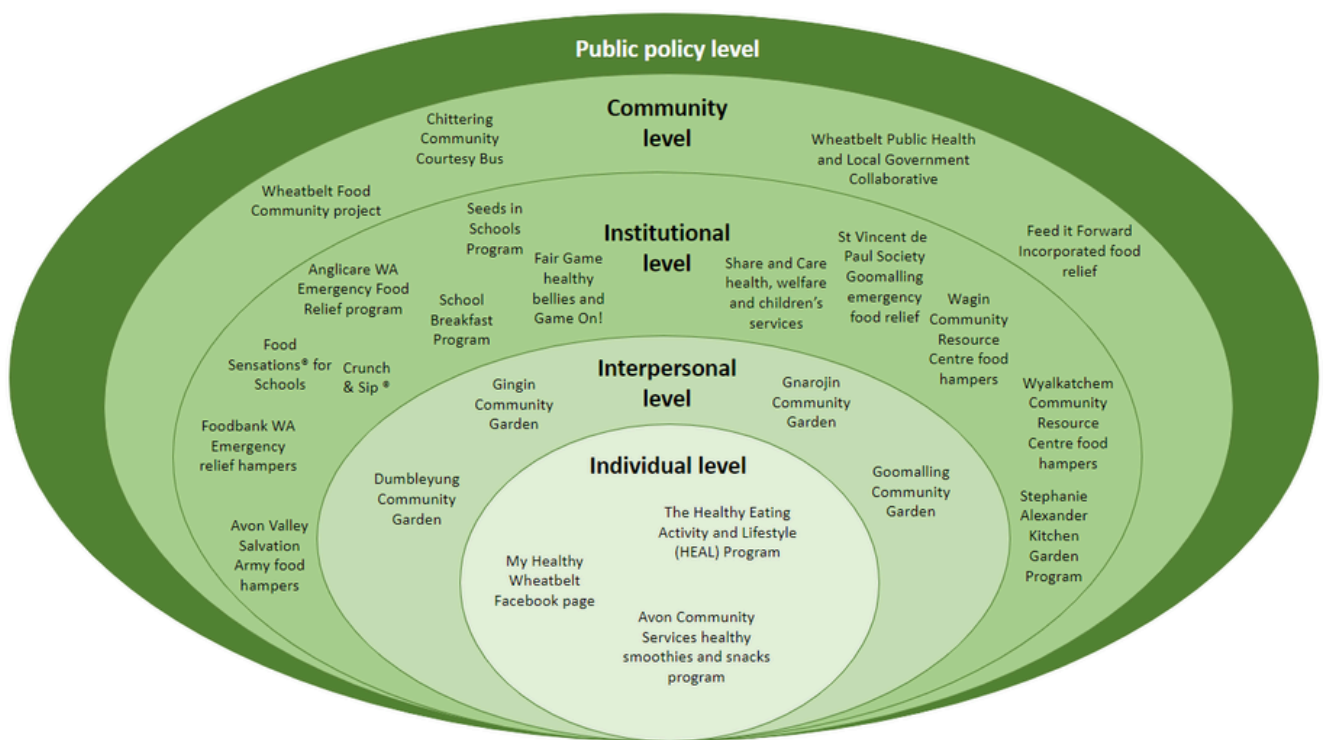 Public policy level
Community
level
Chittering
Community
Courtesy Bus
Wheatbelt Public Health
and Local Government
Collaborative
Wheatbelt Food
Community project
Feed it Forward
Incorporated food
relief
Institutional
level
Seeds in
Schools
Program
Fair Game
healthy
bellies and
Game On!
Share and Care
health, welfare
and children's
services
St Vincent de
Paul Society
Goomalling
emergency
food relief
Anglicare WA
Emergency Food
Relief program
School
Breakfast
Program
Wagin
Community
Resource
Centre food
hampers
Food
Sensations® for
Schools
Crunch
& Sip ®
Wyalkatchem
Community
Resource
Centre food
hampers
Foodbank WA
Emergency
relief hampers
Avon Valley
Salvation
Army food
hampers
Stephanie
Alexander
Kitchen
Garden
Program
Interpersonal
level
Gingin
Community
Garden
Gnarojin
Community
Garden
Dumbleyung
Community
Garden
Goomalling
Community
Garden
Individual level
The Healthy Eating
Activity and Lifestyle
(HEAL) Program
My Healthy
Wheatbelt
Facebook page
Avon Community
Services healthy
smoothies and snacks
program